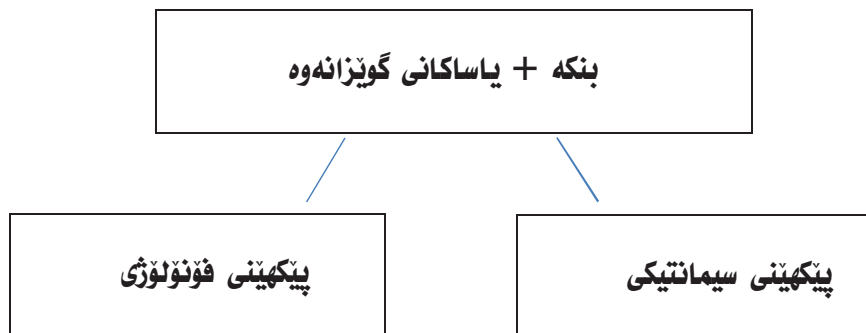 بنکە + یاساکانی گوێزانەوە
پێکهێنی سیمانتیکی
پێکهێنی فۆنۆلۆژی